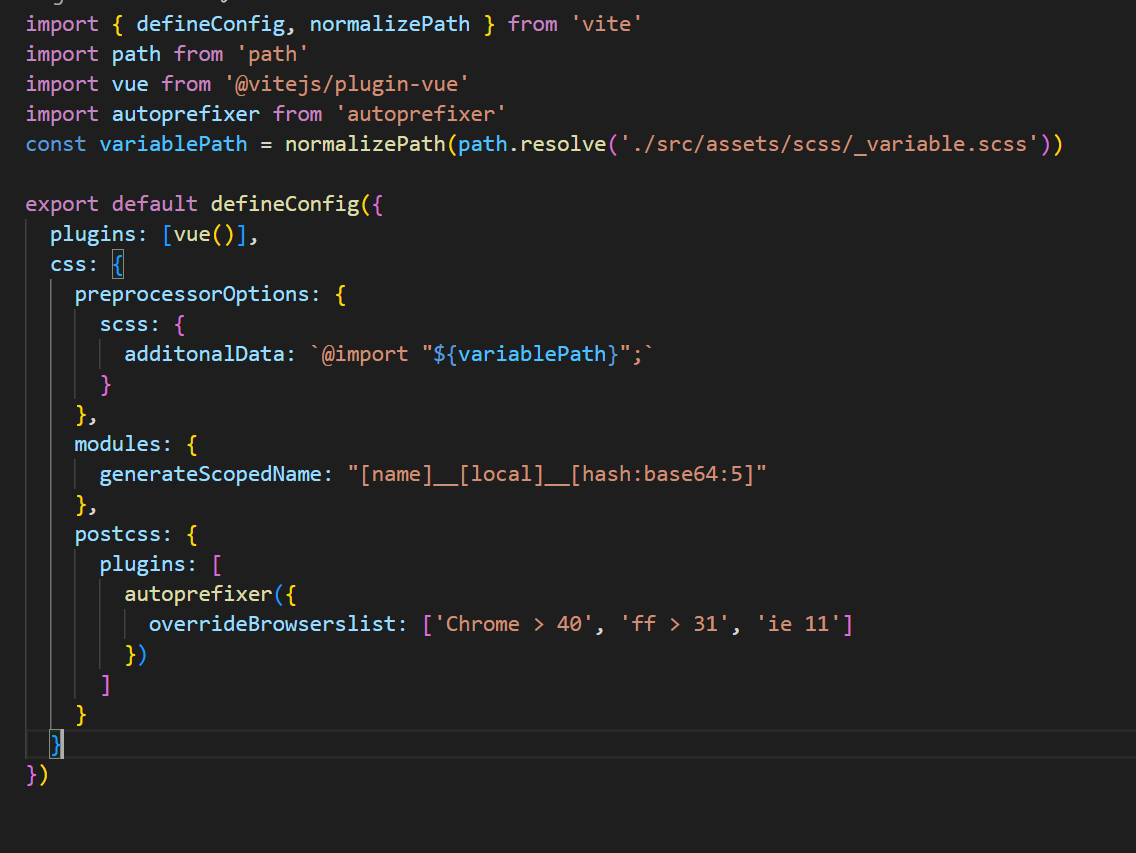 import { defineConfig, normalizePath } from 'vite'
import path from 'path'
import vue from '@vitejs/plugin-vue'
import autoprefixer from 'autoprefixer'
const variablePath = normalizePath(path.resolve('./src/assets/scss/_variable.scss'))
export default defineConfig({
  plugins: [vue()],
  css: {
    preprocessorOptions: {
      scss: {
        additonalData: `@import "${variablePath}";`
      }
    },
    modules: {
      generateScopedName: "[name]__[local]__[hash:base64:5]"
    },
    postcss: {
      plugins: [
        autoprefixer({
          overrideBrowserslist: ['Chrome > 40', 'ff > 31', 'ie 11']
        })
      ]
    }
  }
})